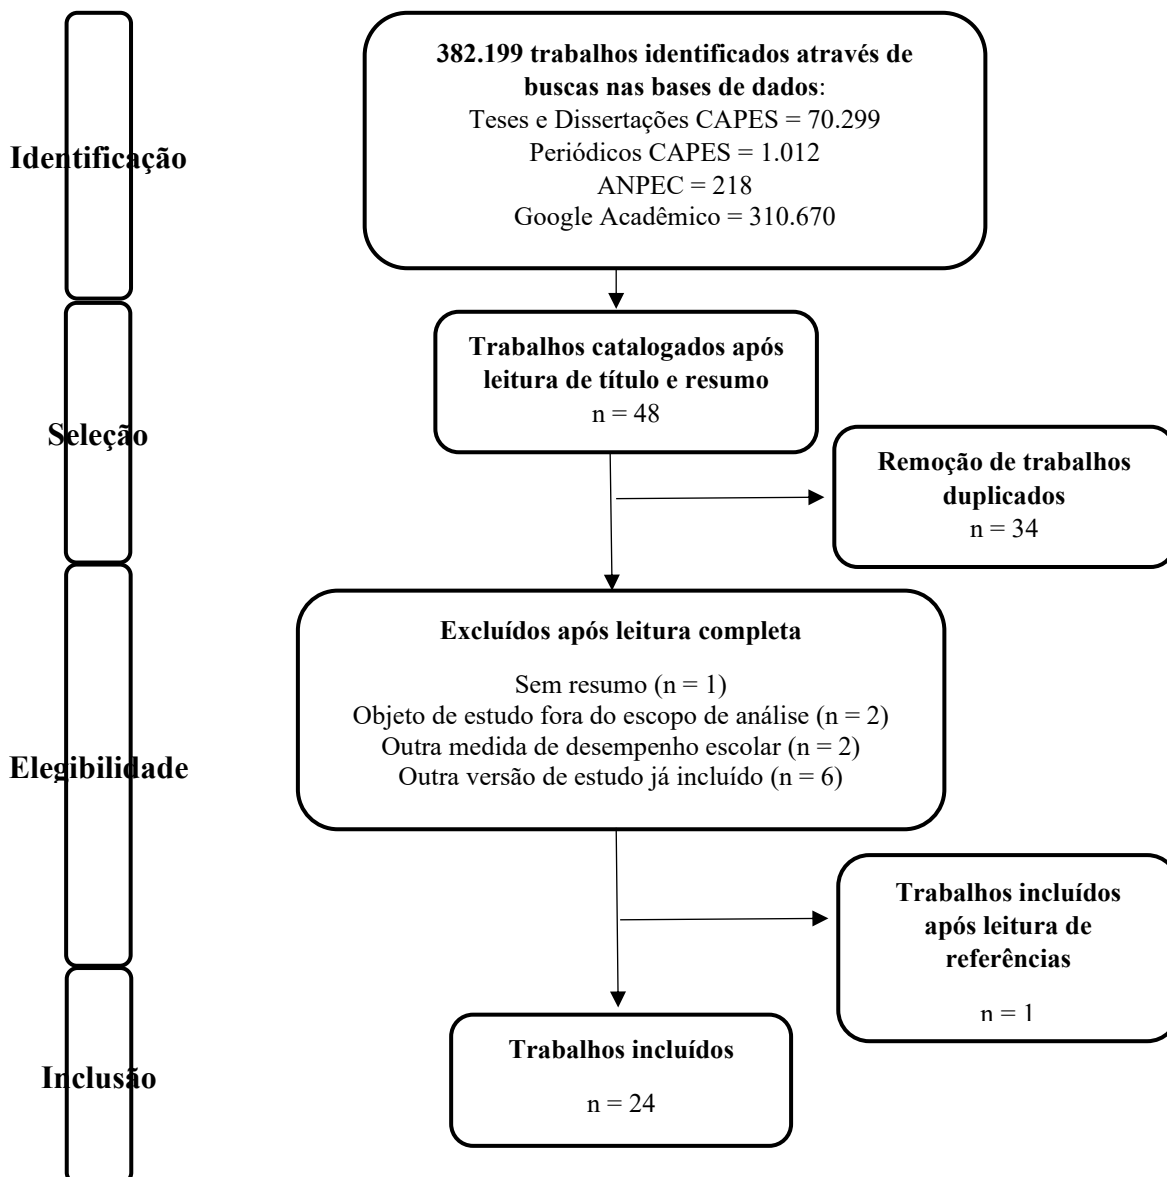 Identificação
382.199 trabalhos identificados através de
buscas nas bases de dados:
Teses e Dissertações CAPES = 70.299
Periódicos CAPES = 1.012
ANPEC = 218
Google Acadêmico = 310.670
Seleção
Trabalhos catalogados após
leitura de título e resumo
n = 48
Remoção de trabalhos
duplicados
n = 34
Elegibilidade
Excluídos após leitura completa
Sem resumo (n = 1)
Objeto de estudo fora do escopo de análise (n = 2)
Outra medida de desempenho escolar (n = 2)
Outra versão de estudo já incluído (n = 6)
Trabalhos incluídos
após leitura de
referências
n = 1
Inclusão
Trabalhos incluídos
n = 24